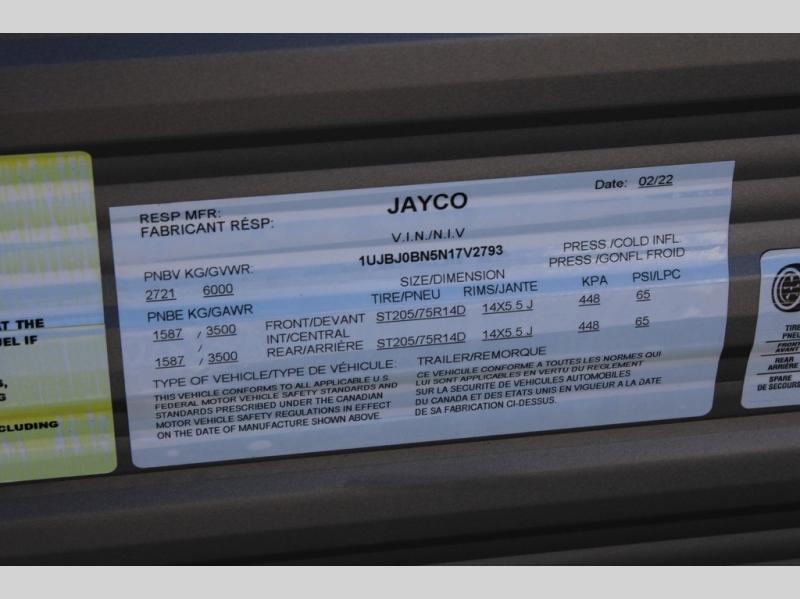 RESP MFR:
FABRICANT RÉSP:
JAYCO
Date: 02/22
V.I.N./N.I.V
1UJBJ0BN5N17V2793
PNBV KG/GVWR:
2721 6000
PNBE KG/GAWR
1587 / 3500
1587 / 3500
SIZE/DIMENSION
TIRE/PNEU RIMS/JANTE
PRESS./COLD INFL.
PRESS./GONFL FROID
KPA PSI/LPC
FRONT/DEVANT ST205/75R14D 14X5.5 J 448 65
INT/CENTRAL
REAR/ARRIÈRE ST205/75R14D 14X5.5 J 448 65
TYPE OF VEHICLE/TYPE DE VÉHICULE: TRAILER/REMORQUE
THIS VEHICLE CONFORMS TO ALL APPLICABLE U.S.
FEDERAL MOTOR VEHICLE SAFETY STANDARDS AND
STANDARDS PRESCRIBED UNDER THE CANADIAN
MOTOR VEHICLE SAFETY REGULATIONS IN EFFECT
ON THE DATE OF MANUFACTURE SHOWN ABOVE.
CE VEHICULE CONFORME A TOUTES LES NORMES QUI
LUI SONT APPLICABLES EN VERTU DU REGLEMENT
SUR LA SECURITE DE VEHICULES AUTOMOBILES
DU CANADA ET DES ETATS UNIS EN VIGUEUR A LA DATE
DE SA FABRICATION CI-DESSUS.
AT THE
IF
TIRE
PNEU
FRONT
AVANT
REAR
ARRIÈRE
SPARE
DE SECOURS